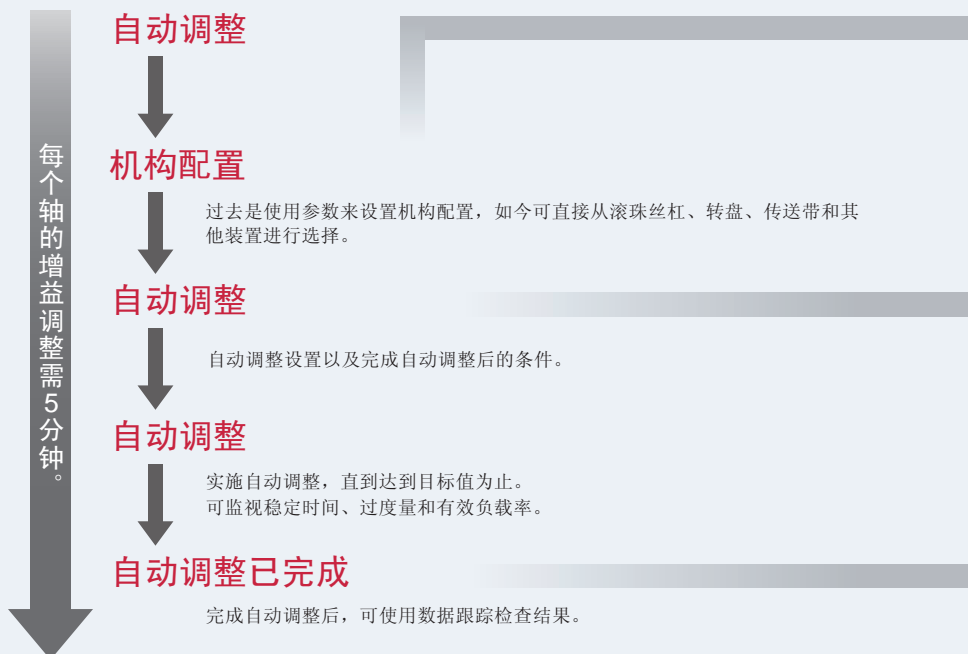 自动调整
机构配置
过去是使用参数来设置机构配置，如今可直接从滚珠丝杠、转盘、传送带和其
他装置进行选择。
自动调整
自动调整设置以及完成自动调整后的条件。
自动调整
实施自动调整，直到达到目标值为止。
可监视稳定时间、过度量和有效负载率。
自动调整已完成
完成自动调整后，可使用数据跟踪检查结果。
每个轴的增益调整需5分钟。